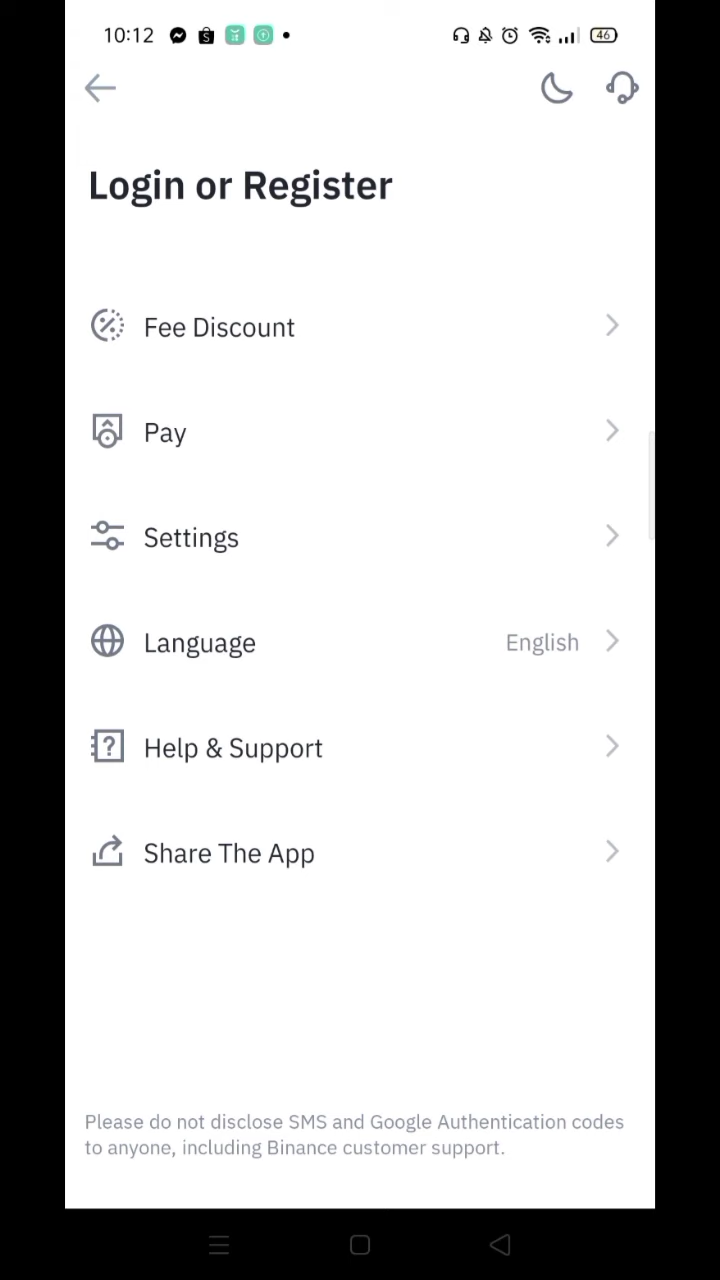 10:12
46
Login or Register
Fee Discount
Pay
Settings
Language English
Help & Support
Share The App
Please do not disclose SMS and Google Authentication codes
to anyone, including Binance customer support.